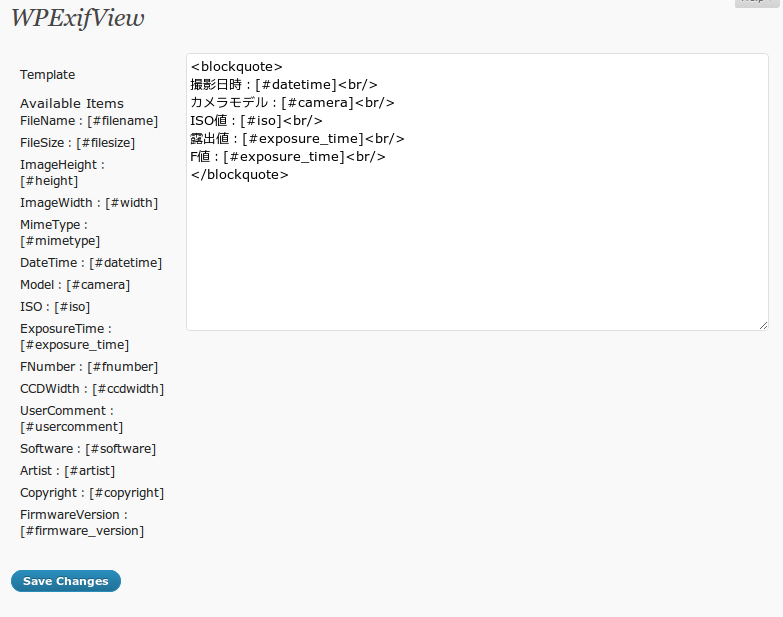 WPExifView
Template
Available Items
FileName : [#filename]
FileSize : [#filesize]
ImageHeight :
[#height]
ImageWidth : [#width]
MimeType :
[#mimetype]
DateTime : [#datetime]
Model : [#camera]
ISO : [#iso]
ExposureTime :
[#exposure_time]
FNumber : [#fnumber]
CCDWidth : [#ccdwidth]
UserComment :
[#usercomment]
Software : [#software]
Artist : [#artist]
Copyright : [#copyright]
FirmwareVersion :
[#firmware_version]
<blockquote>
撮影日時 : [#datetime]<br/>
カメラモデル : [#camera]<br/>
ISO値 : [#iso]<br/>
露出値 : [#exposure_time]<br/>
F値 : [#exposure_time]<br/>
</blockquote>
Save Changes